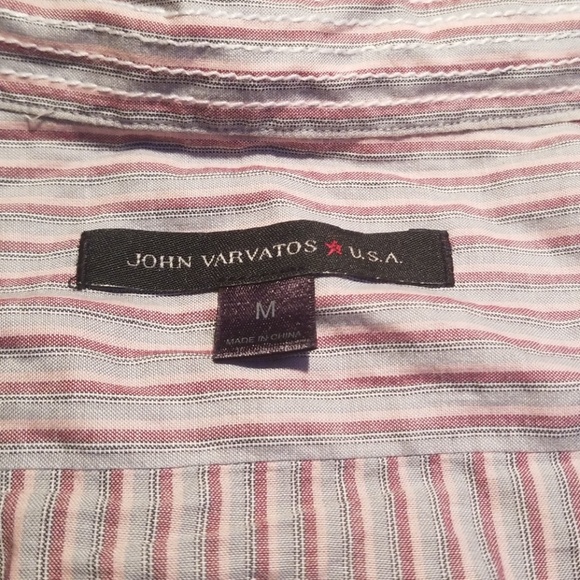 JOHN VARVATOS ★ U.S.A.
M
MADE IN CHINA